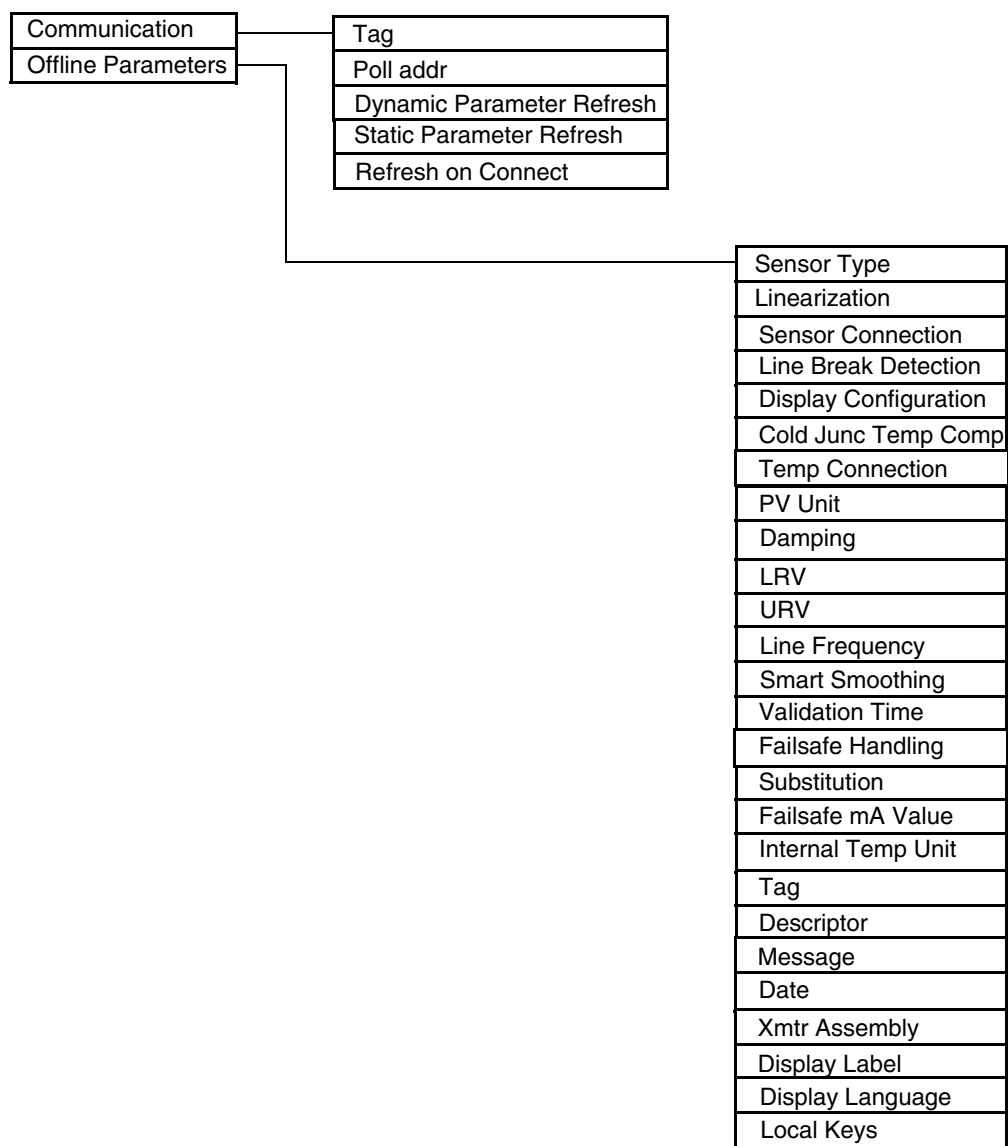 Communication
Offline Parameters
Tag
Poll addr
Dynamic Parameter Refresh
Static Parameter Refresh
Refresh on Connect
Sensor Type
Linearization
Sensor Connection
Line Break Detection
Display Configuration
Cold Junc Temp Comp
Temp Connection
PV Unit
Damping
LRV
URV
Line Frequency
Smart Smoothing
Validation Time
Failsafe Handling
Substitution
Failsafe mA Value
Internal Temp Unit
Tag
Descriptor
Message
Date
Xmtr Assembly
Display Label
Display Language
Local Keys